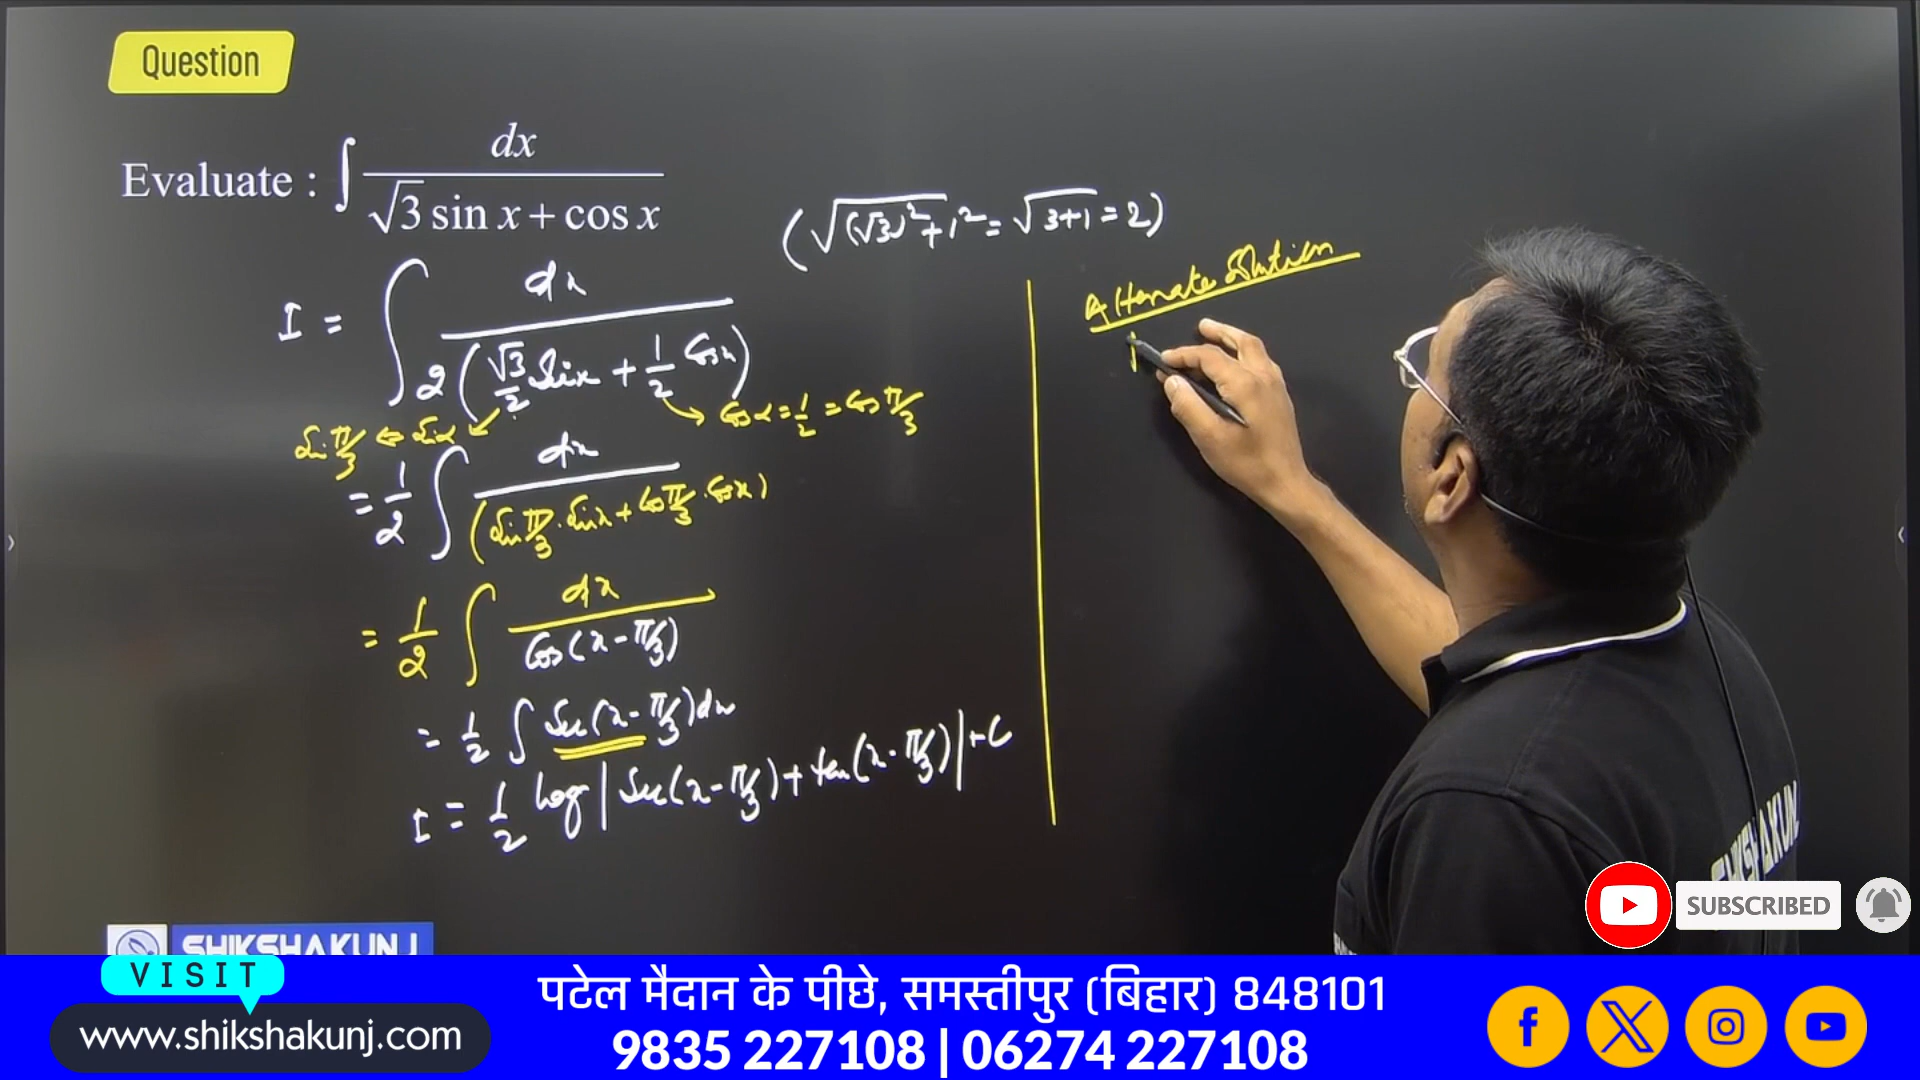 Question
Evaluate : ∫ dx / (√3 sin x + cos x)
(√((√3)²+1²) = √(3+1) = 2)
I = ∫ dx / 2(√3/2 sin x + 1/2 cos x)
sin π/3 ⇐ sin α
cos α = 1/2 = cos π/3
= 1/2 ∫ dx / (sin π/3 · sin x + cos π/3 · cos x)
= 1/2 ∫ dx / cos(x - π/3)
= 1/2 ∫ sec(x - π/3) dx
I = 1/2 log |sec(x - π/3) + tan(x - π/3)| + C
Alternate Solution
SHIKSHAKUNJ
SHIKSHAKUNJ
SUBSCRIBED
VISIT
www.shikshakunj.com
पटेल मैदान के पीछे, समस्तीपुर (बिहार) 848101
9835 227108 | 06274 227108